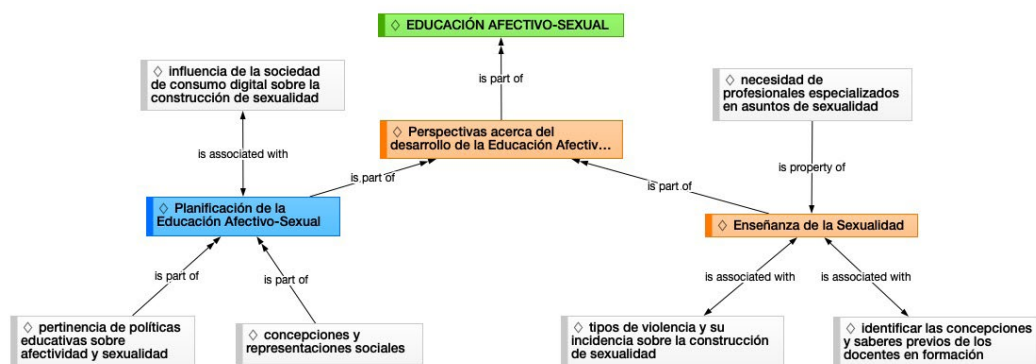 ◇ EDUCACIÓN AFECTIVO-SEXUAL
is part of
◇ influencia de la sociedad
de consumo digital sobre la
construcción de sexualidad
◇ necesidad de
profesionales especializados
en asuntos de sexualidad
◇ Perspectivas acerca del
desarrollo de la Educación Afectiv…
is associated with
is property of
is part of
is part of
◇ Planificación de la
Educación Afectivo-Sexual
◇ Enseñanza de la Sexualidad
is part of
is part of
is associated with
is associated with
◇ pertinencia de políticas
educativas sobre
afectividad y sexualidad
◇ concepciones y
representaciones sociales
◇ tipos de violencia y su
incidencia sobre la construcción
de sexualidad
◇ identificar las concepciones
y saberes previos de los
docentes en formación